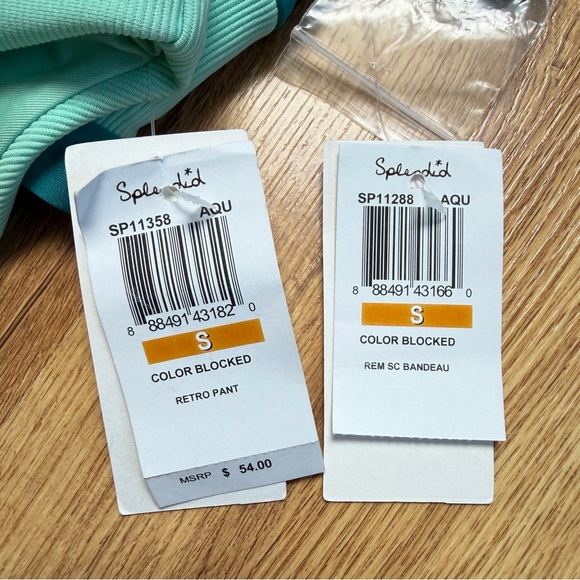 Splendid
SP11358 AQU
8 88491 43182 0
S
COLOR BLOCKED
RETRO PANT
MSRP $ 54.00
Splendid
SP11288 AQU
8 88491 43166 0
S
COLOR BLOCKED
REM SC BANDEAU